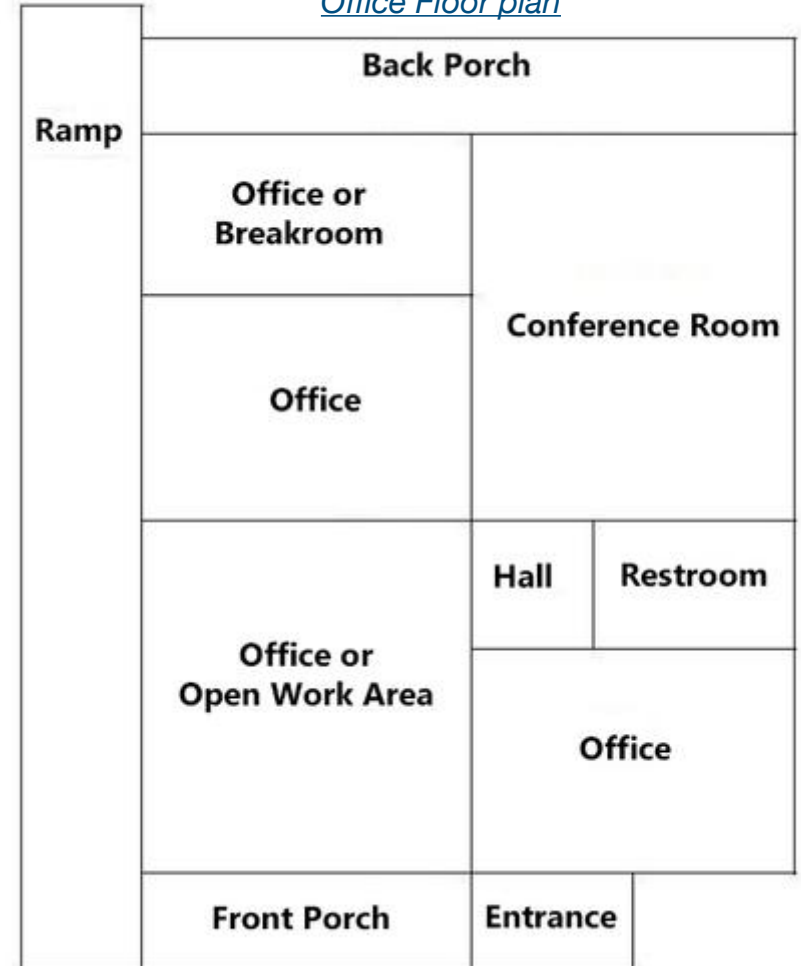 Office Floor plan
Back Porch
Ramp
Office or
Breakroom
Conference Room
Office
Hall
Restroom
Office or
Open Work Area
Office
Front Porch
Entrance